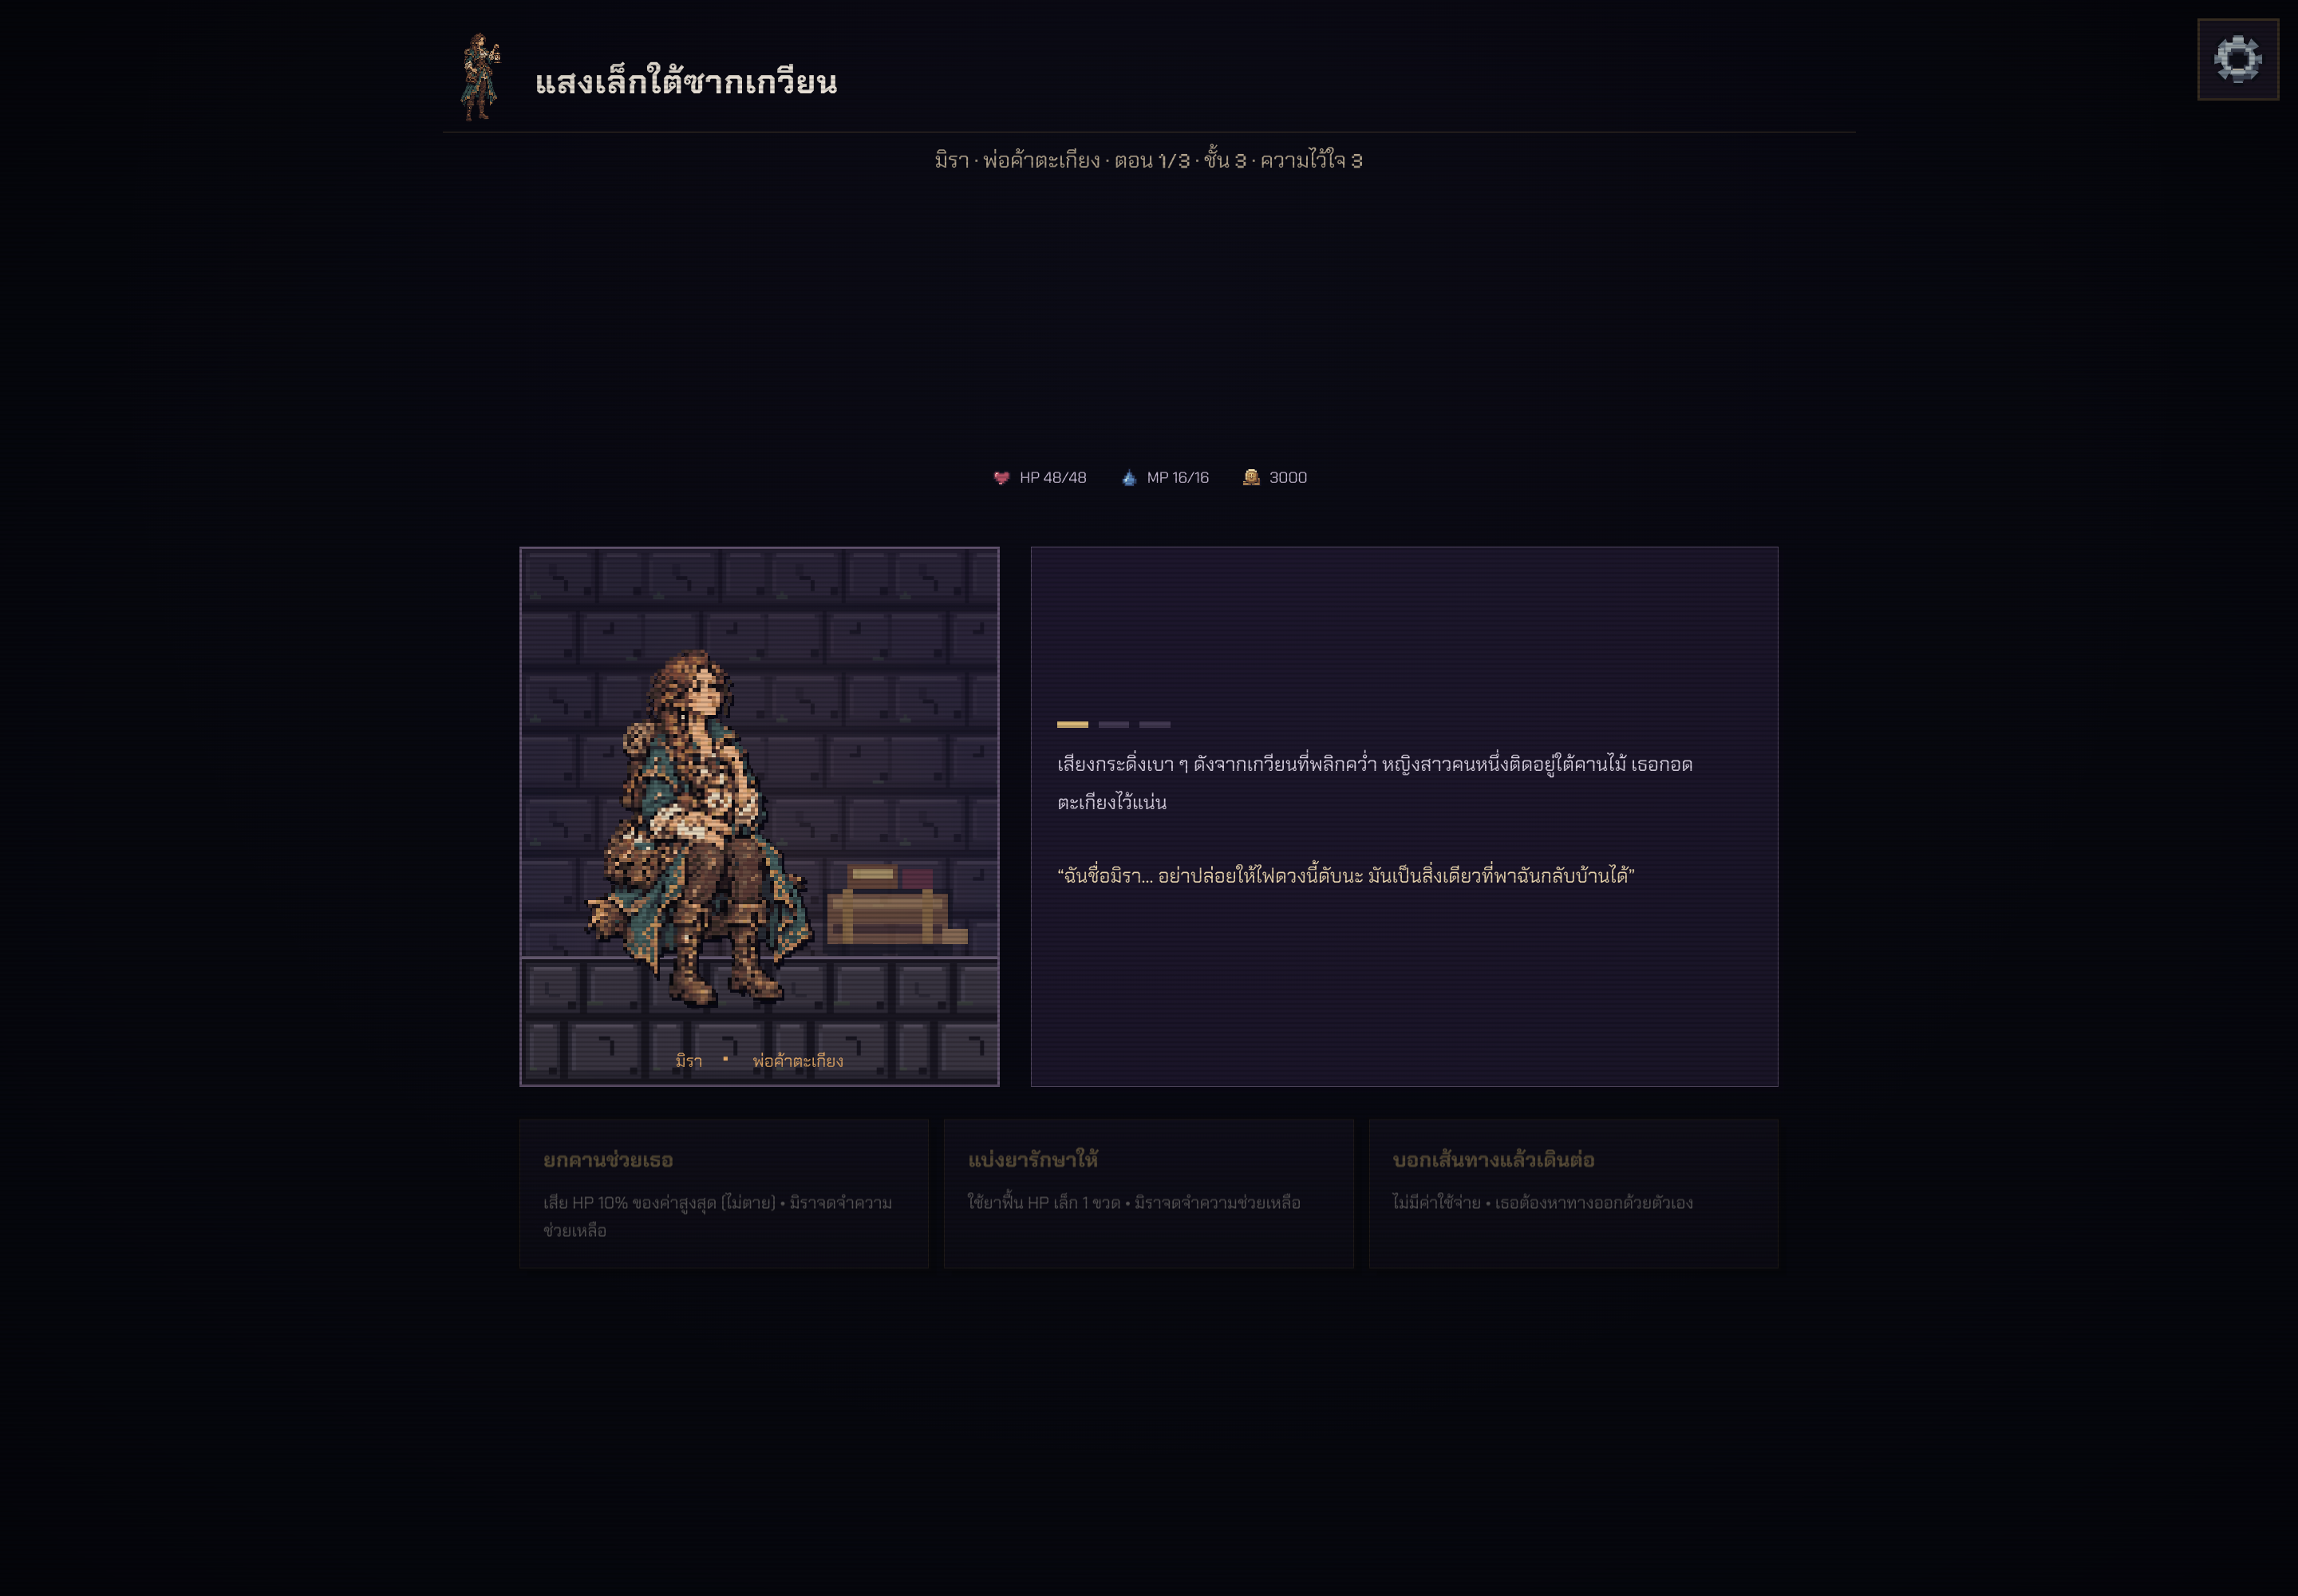 แสงเล็กใต้ซากเกวียน
มิรา · พ่อค้าตะเกียง · ตอน 1/3 · ชั้น 3 · ความไว้ใจ 3
HP 48/48 MP 16/16 3000
เสียงกระดิ่งเบา ๆ ดังจากเกวียนที่พลิกคว่ำ หญิงสาวคนหนึ่งติดอยู่ใต้คานไม้ เธอกอด
ตะเกียงไว้แน่น
“ฉันชื่อมิรา... อย่าปล่อยให้ไฟดวงนี้ดับนะ มันเป็นสิ่งเดียวที่พาฉันกลับบ้านได้”
มิรา · พ่อค้าตะเกียง
ยกคานช่วยเธอ
เสีย HP 10% ของค่าสูงสุด (ไม่ตาย) • มิราจดจำความ
ช่วยเหลือ
แบ่งยารักษาให้
ใช้ยาฟื้น HP เล็ก 1 ขวด • มิราจดจำความช่วยเหลือ
บอกเส้นทางแล้วเดินต่อ
ไม่มีค่าใช้จ่าย • เธอต้องหาทางออกด้วยตัวเอง